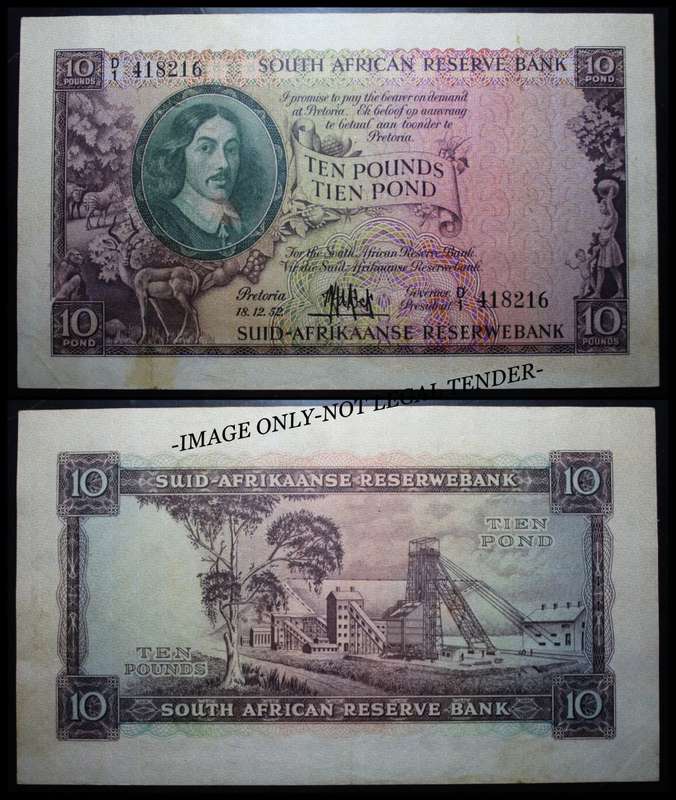 10
POUNDS
D/1 418216
SOUTH AFRICAN RESERVE BANK
10
POND
I promise to pay the bearer on demand
at Pretoria. Ek beloof op aanvraag
te betaal aan toonder te
Pretoria.
TEN POUNDS
TIEN POND
For the South African Reserve Bank
Vir die Suid-Afrikaanse Reserwebank.
Pretoria
18.12.52.
Governor
President
D/1 418216
10
POND
SUID-AFRIKAANSE RESERWEBANK
10
POUNDS
-IMAGE ONLY-NOT LEGAL TENDER-
10
SUID-AFRIKAANSE RESERWEBANK
10
TIEN
POND
TEN
POUNDS
10
SOUTH AFRICAN RESERVE BANK
10